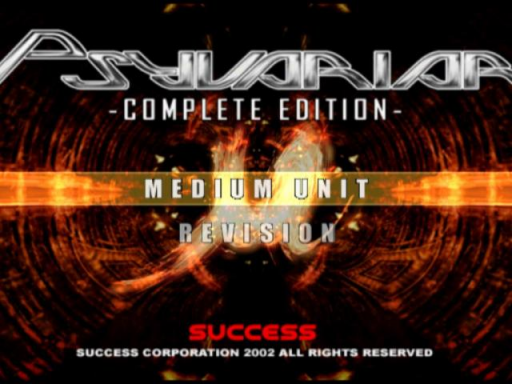 PSYVARIAR
-COMPLETE EDITION-
MEDIUM UNIT
REVISION
SUCCESS
SUCCESS CORPORATION 2002 ALL RIGHTS RESERVED